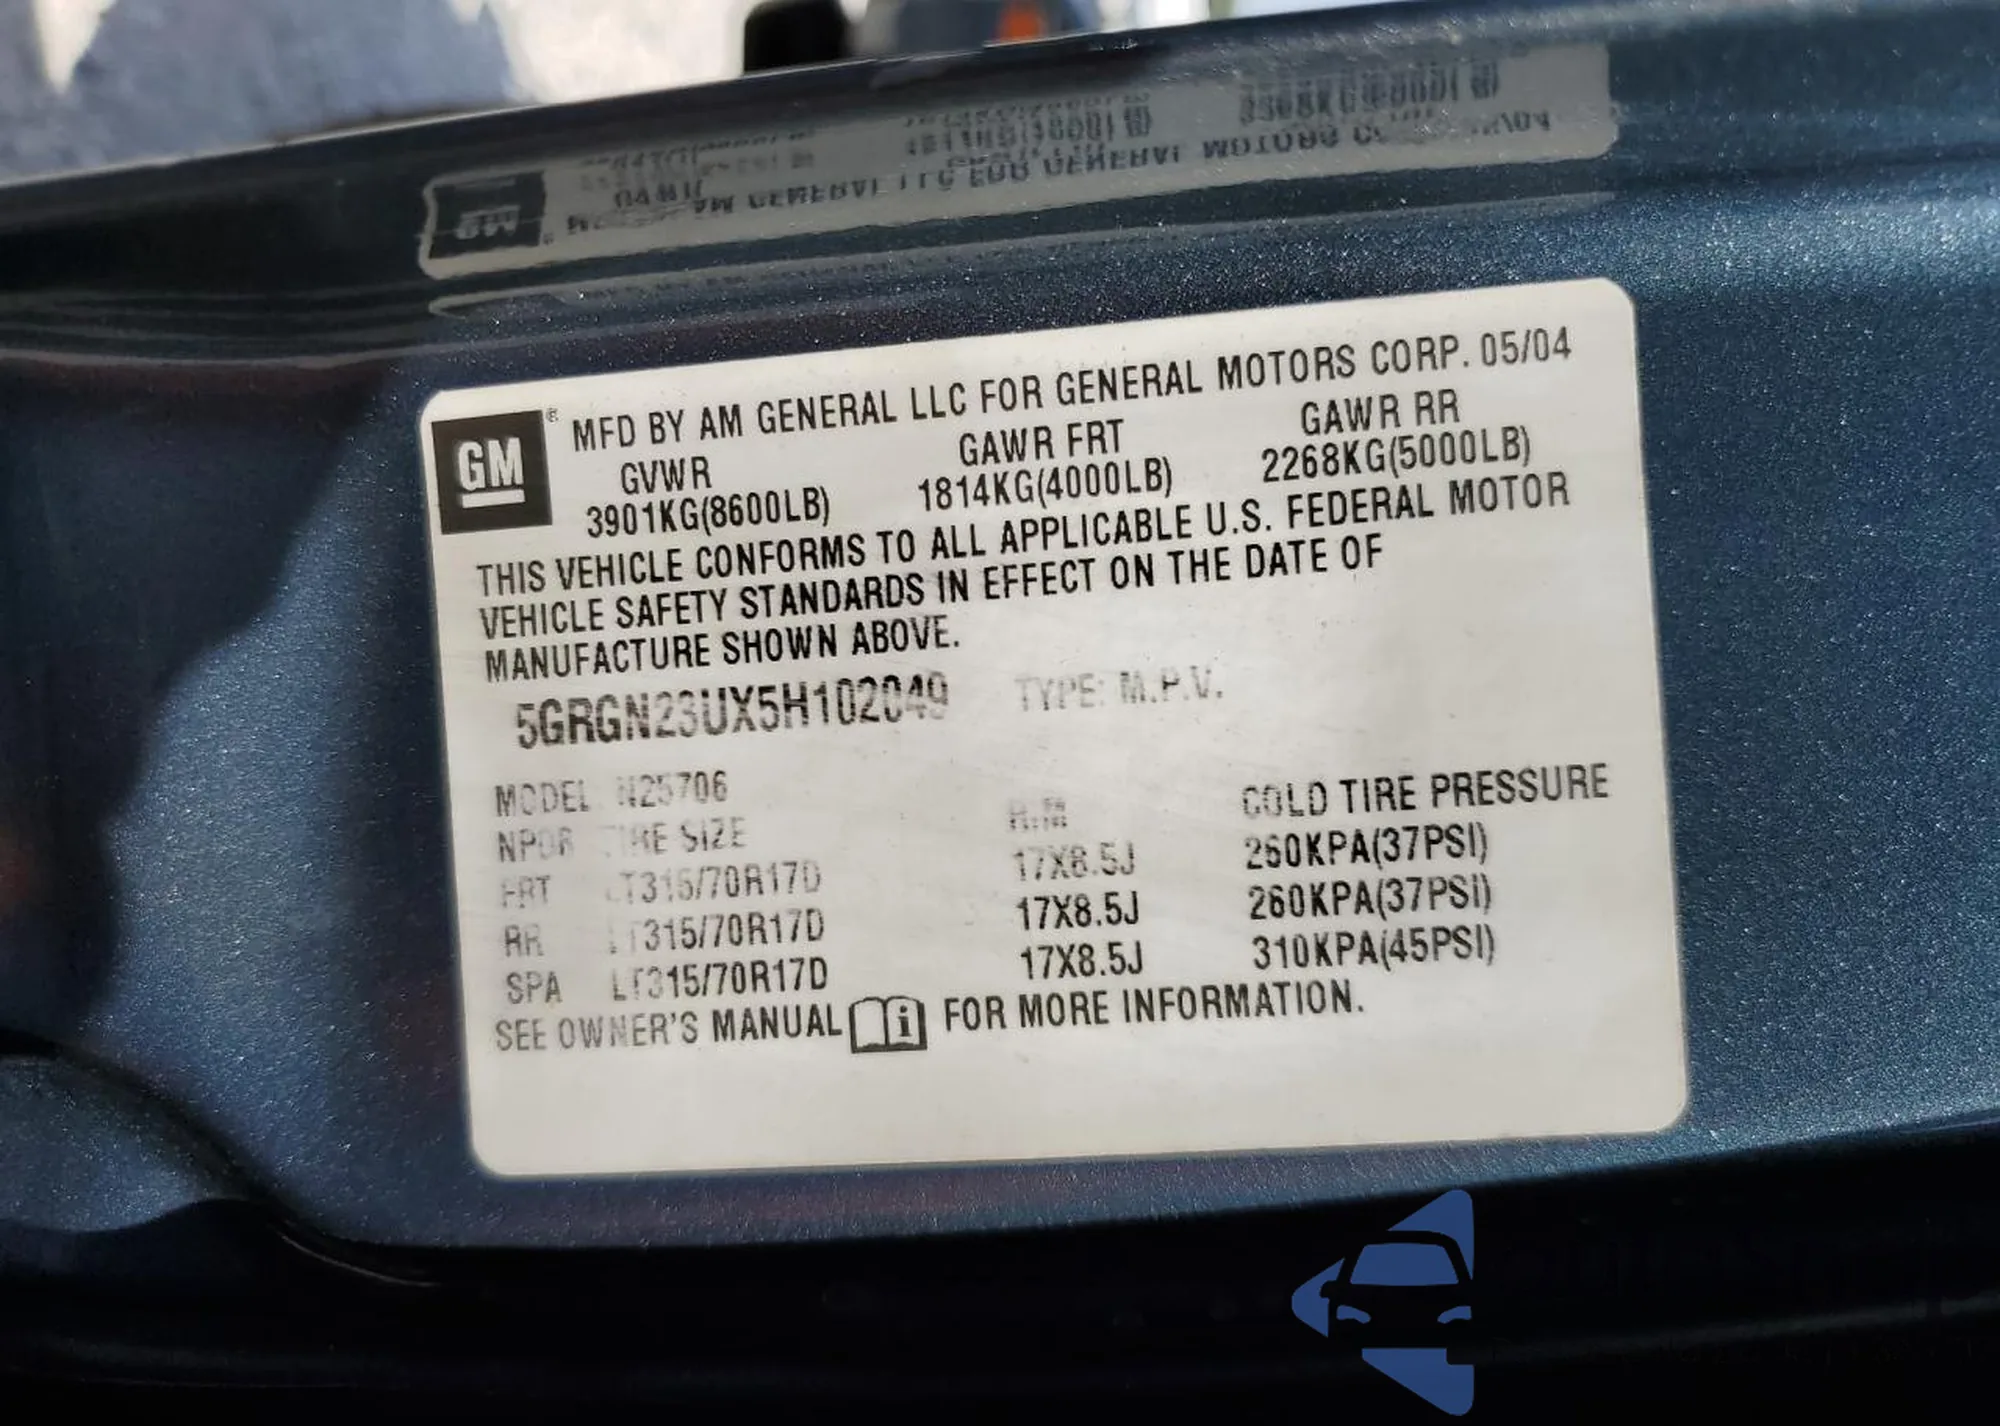 GM® MFD BY AM GENERAL LLC FOR GENERAL MOTORS CORP. 05/04
GVWR GAWR FRT GAWR RR
3901KG(8600LB) 1814KG(4000LB) 2268KG(5000LB)
THIS VEHICLE CONFORMS TO ALL APPLICABLE U.S. FEDERAL MOTOR
VEHICLE SAFETY STANDARDS IN EFFECT ON THE DATE OF
MANUFACTURE SHOWN ABOVE.
5GRGN23UX5H102049 TYPE: M.P.V.
MODEL N25706
TIRE SIZE RIM COLD TIRE PRESSURE
FRT LT315/70R17D 17X8.5J 260KPA(37PSI)
RR LT315/70R17D 17X8.5J 260KPA(37PSI)
SPA LT315/70R17D 17X8.5J 310KPA(45PSI)
SEE OWNER'S MANUAL FOR MORE INFORMATION.